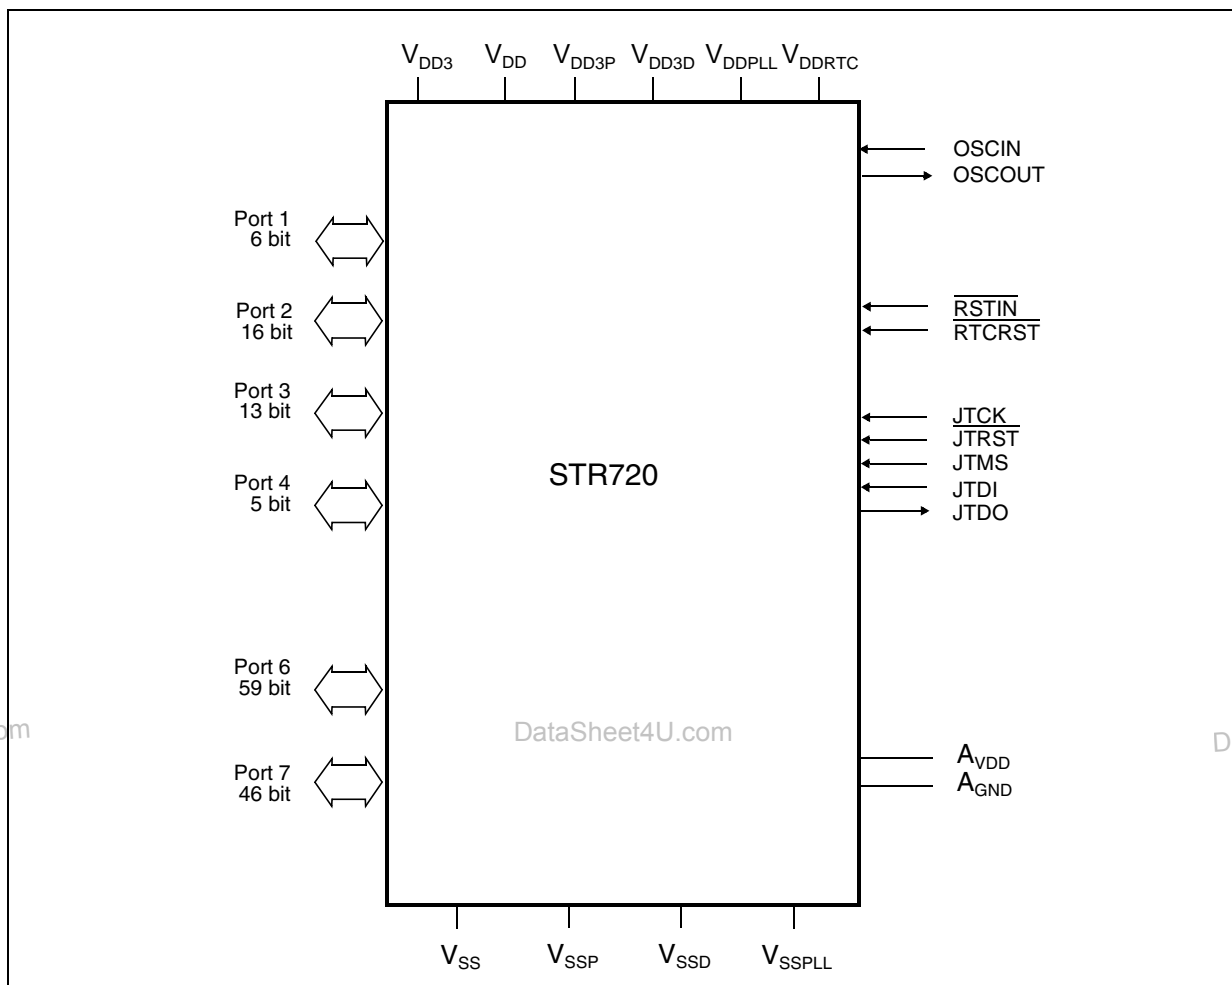 VDD3 VDD VDD3P VDD3D VDDPLL VDDRTC
OSCIN
OSCOUT
Port 1
6 bit
Port 2
16 bit
RSTIN
RTCRST
Port 3
13 bit
JTCK
JTRST
JTMS
JTDI
JTDO
STR720
Port 4
5 bit
Port 6
59 bit
om
DataSheet4U.com
D
Port 7
46 bit
AVDD
AGND
VSS VSSP VSSD VSSPLL